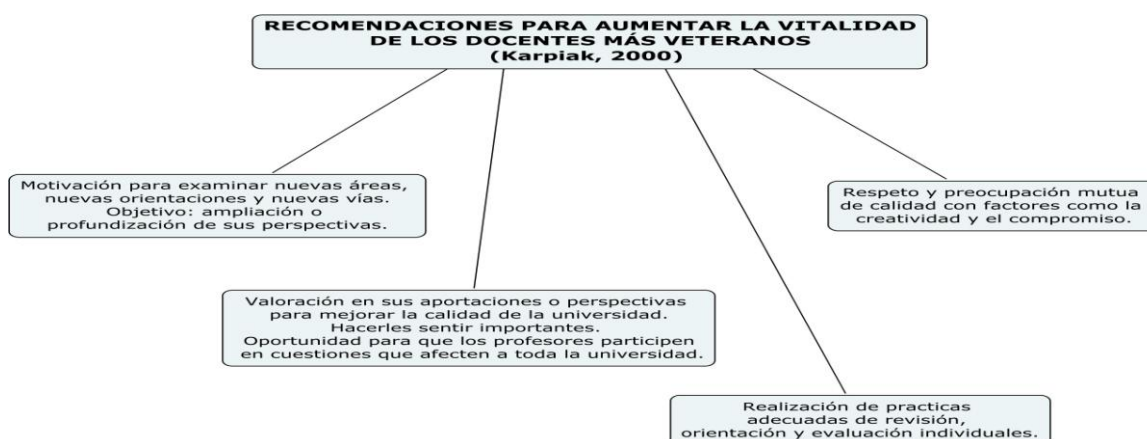 RECOMENDACIONES PARA AUMENTAR LA VITALIDAD
DE LOS DOCENTES MÁS VETERANOS
(Karpiak, 2000)
Motivación para examinar nuevas áreas,
nuevas orientaciones y nuevas vías.
Objetivo: ampliación o
profundización de sus perspectivas.
Respeto y preocupación mutua
de calidad con factores como la
creatividad y el compromiso.
Valoración en sus aportaciones o perspectivas
para mejorar la calidad de la universidad.
Hacerles sentir importantes.
Oportunidad para que los profesores participen
en cuestiones que afecten a toda la universidad.
Realización de practicas
adecuadas de revisión,
orientación y evaluación individuales.